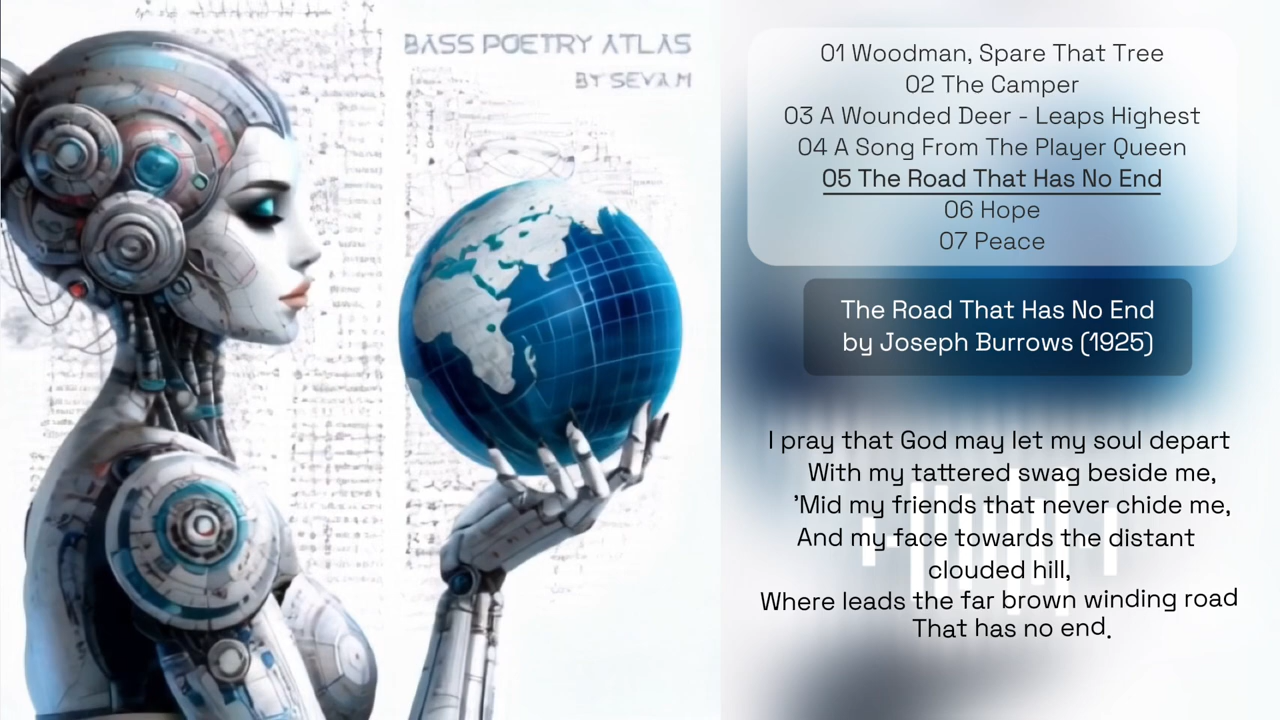 BASS POETRY ATLAS
BY SEVAM
01 Woodman, Spare That Tree
02 The Camper
03 A Wounded Deer - Leaps Highest
04 A Song From The Player Queen
05 The Road That Has No End
06 Hope
07 Peace
The Road That Has No End
by Joseph Burrows (1925)
I pray that God may let my soul depart
With my tattered swag beside me,
'Mid my friends that never chide me,
And my face towards the distant
clouded hill,
Where leads the far brown winding road
That has no end.